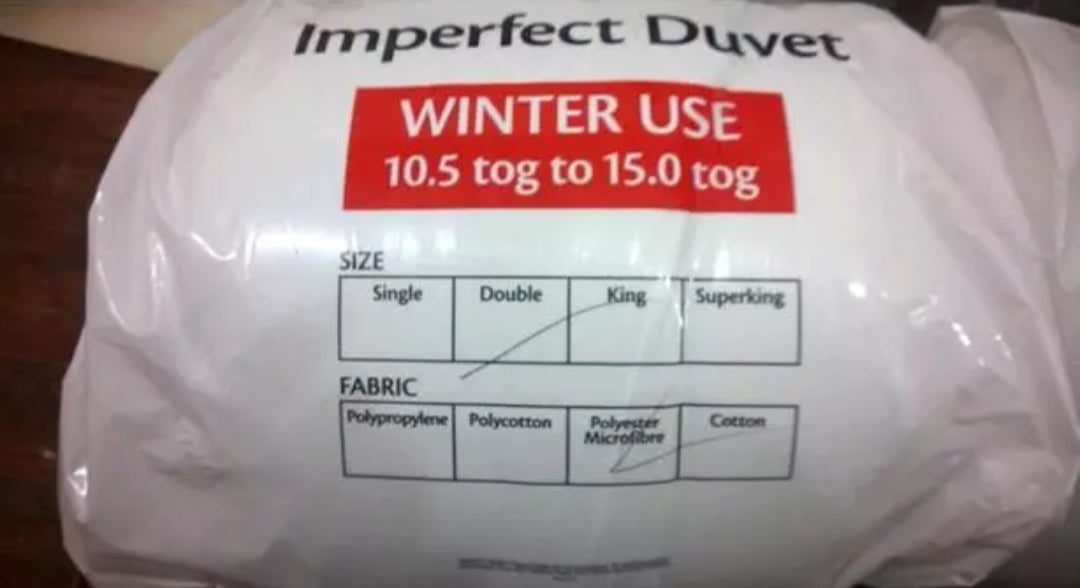 Imperfect Duvet
WINTER USE
10.5 tog to 15.0 tog
SIZE
Single Double King Superking
FABRIC
Polypropylene Polycotton Polyester Microfibre Cotton